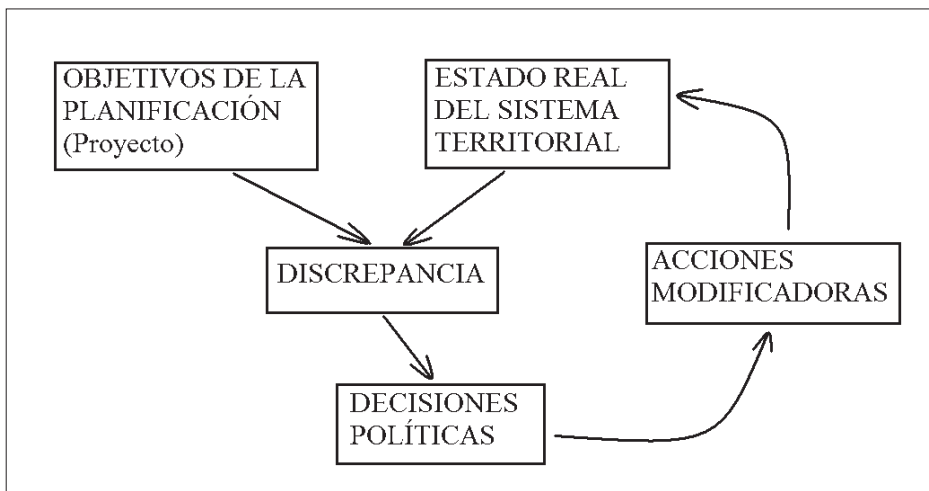 OBJETIVOS DE LA
PLANIFICACIÓN
(Proyecto)
ESTADO REAL
DEL SISTEMA
TERRITORIAL
DISCREPANCIA
ACCIONES
MODIFICADORAS
DECISIONES
POLÍTICAS